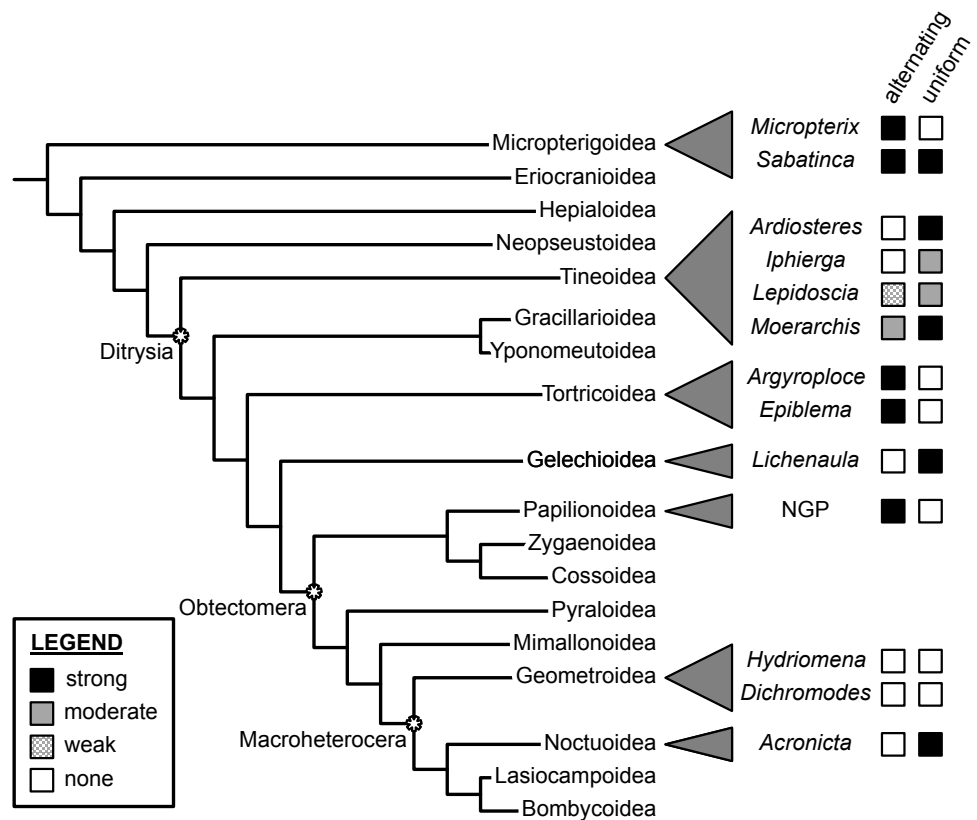 alternating
uniform
Micropterigoidea
Micropterix
Sabatinca
Eriocranioidea
Hepialoidea
Neopseustoidea
Tineoidea
Ardiosteres
Iphierga
Lepidoscia
Moerarchis
Ditrysia
Gracillarioidea
Yponomeutoidea
Tortricoidea
Argyroploce
Epiblema
Gelechioidea
Lichenaula
Papilionoidea
NGP
Zygaenoidea
Cossoidea
Obtectomera
Pyraloidea
Mimallonoidea
Geometroidea
Hydriomena
Dichromodes
Macroheterocera
Noctuoidea
Acronicta
Lasiocampoidea
Bombycoidea
LEGEND
strong
moderate
weak
none